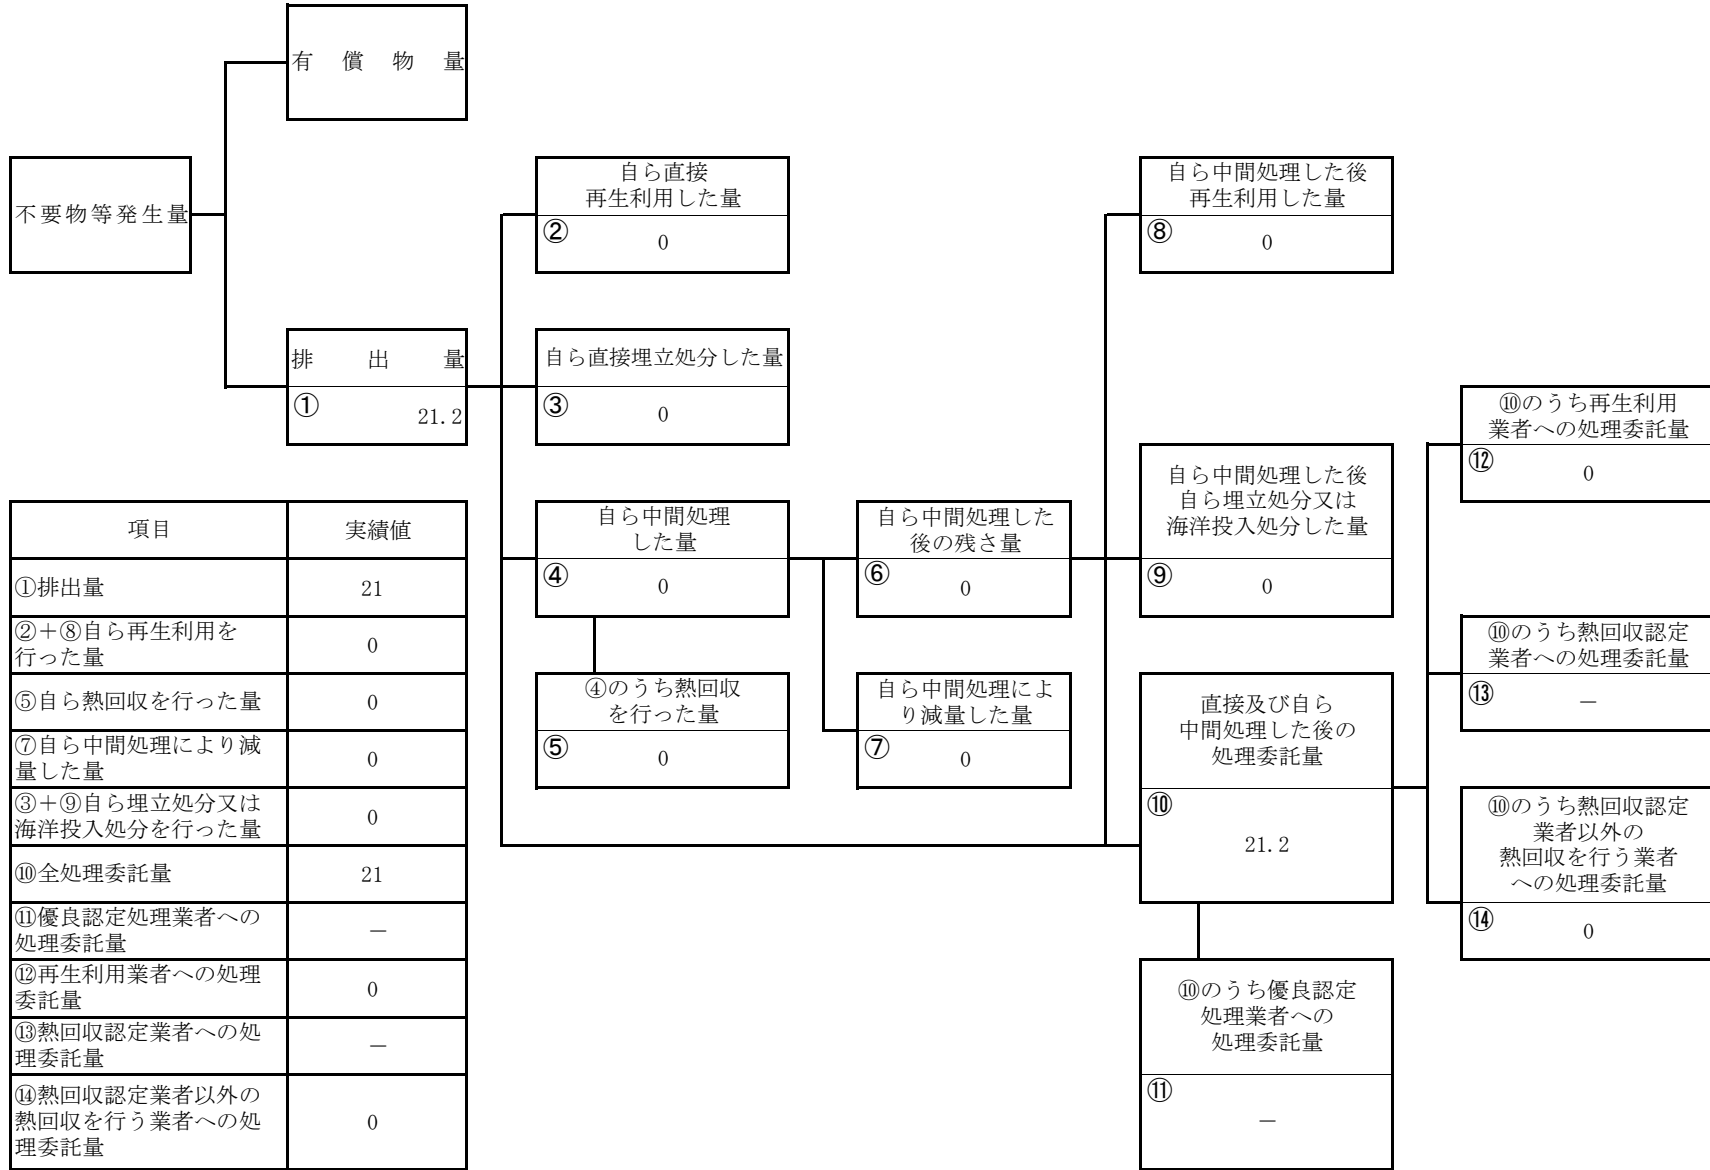 有償物量
不要物等発生量
排出量
①
21.2
自ら直接
再生利用した量
②
0
自ら直接埋立処分した量
③
0
自ら中間処理
した量
④
0
④のうち熱回収
を行った量
⑤
0
自ら中間処理した
後の残さ量
⑥
0
自ら中間処理によ
り減量した量
⑦
0
自ら中間処理した後
再生利用した量
⑧
0
自ら中間処理した後
自ら埋立処分又は
海洋投入処分した量
⑨
0
直接及び自ら
中間処理した後の
処理委託量
⑩
21.2
⑩のうち優良認定
処理業者への
処理委託量
⑪
－
⑩のうち再生利用
業者への処理委託量
⑫
0
⑩のうち熱回収認定
業者への処理委託量
⑬
－
⑩のうち熱回収認定
業者以外の
熱回収を行う業者
への処理委託量
⑭
0
項目 実績値
①排出量 21
②＋⑧自ら再生利用を
行った量 0
⑤自ら熱回収を行った量 0
⑦自ら中間処理により減
量した量 0
③＋⑨自ら埋立処分又は
海洋投入処分を行った量 0
⑩全処理委託量 21
⑪優良認定処理業者への
処理委託量 －
⑫再生利用業者への処理
委託量 0
⑬熱回収認定業者への処
理委託量 －
⑭熱回収認定業者以外の
熱回収を行う業者への処
理委託量 0